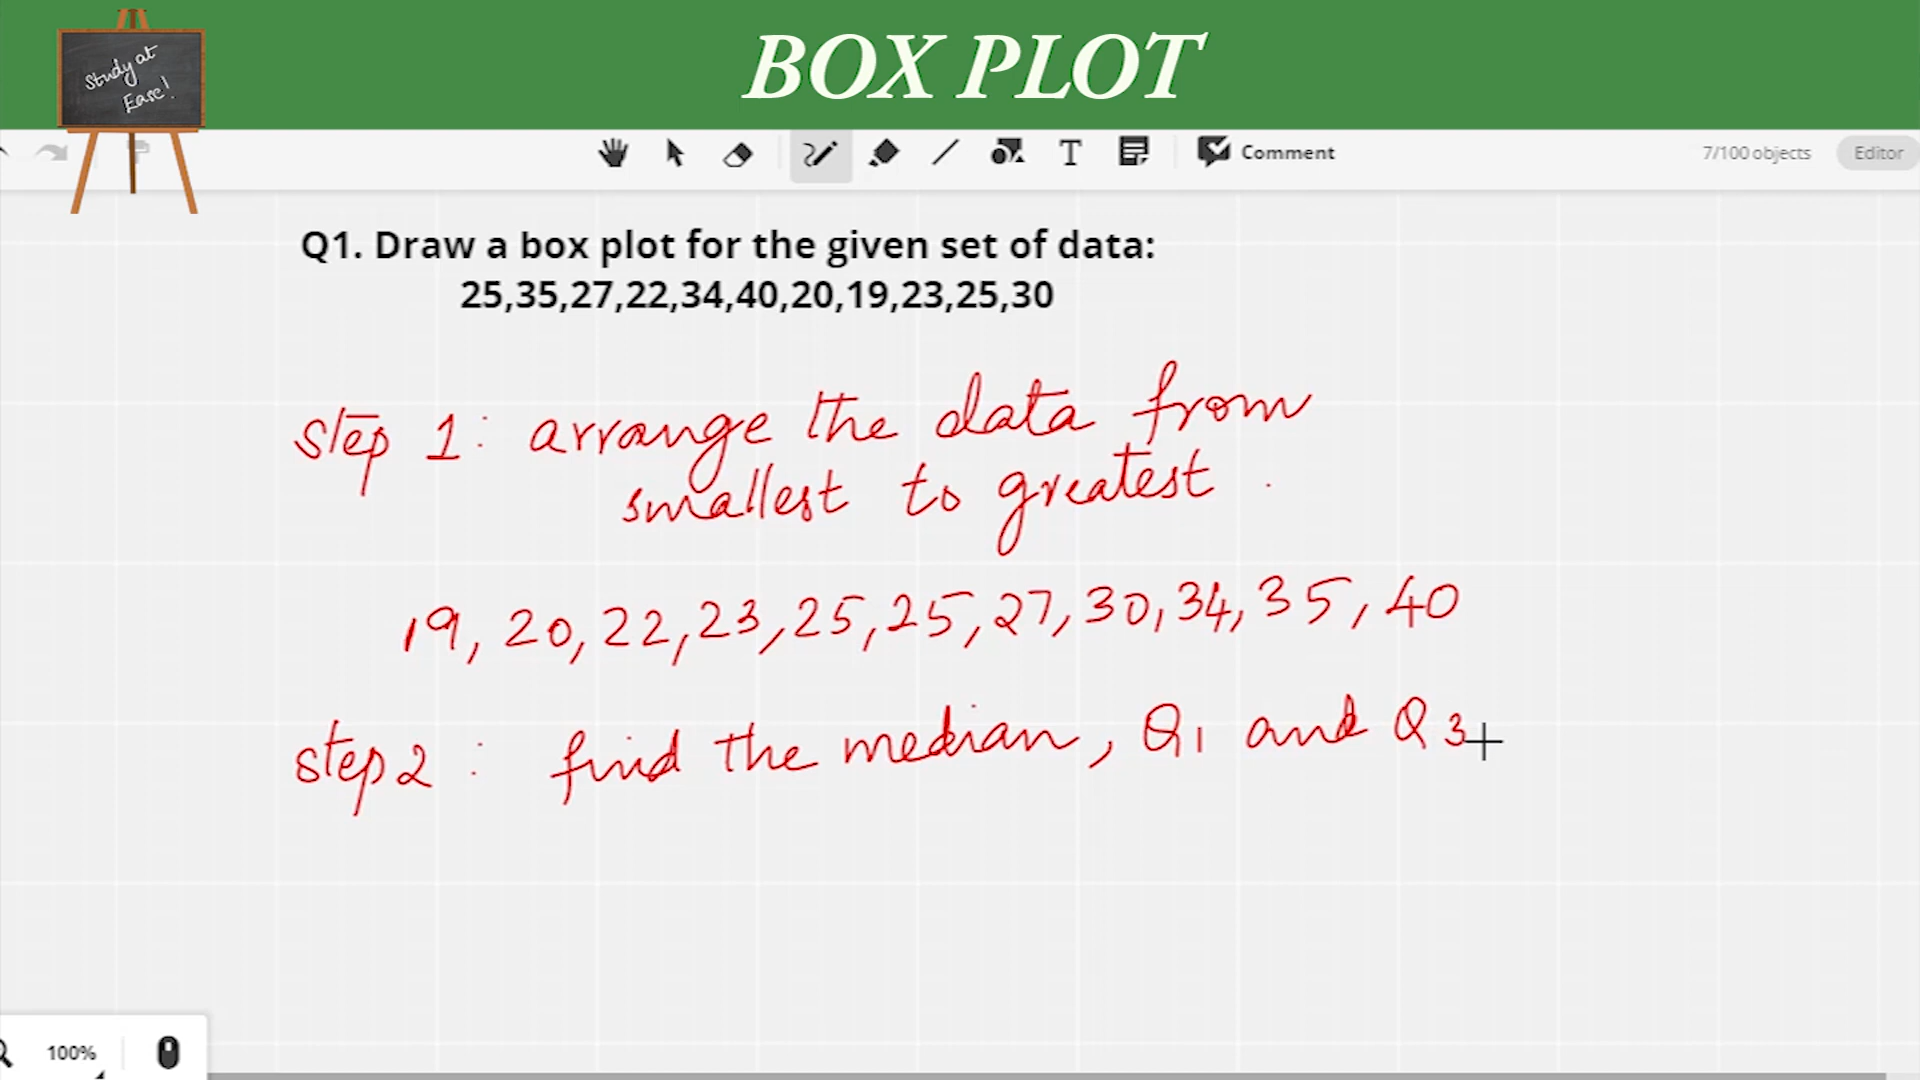 Study at
Ease!
BOX PLOT
T
Comment
7/100 objects
Editor
Q1. Draw a box plot for the given set of data:
25,35,27,22,34,40,20,19,23,25,30
Step 1: arrange the data from
smallest to greatest.
19, 20, 22, 23, 25, 25, 27, 30, 34, 35, 40
step 2: find the median, Q1 and Q3
100%